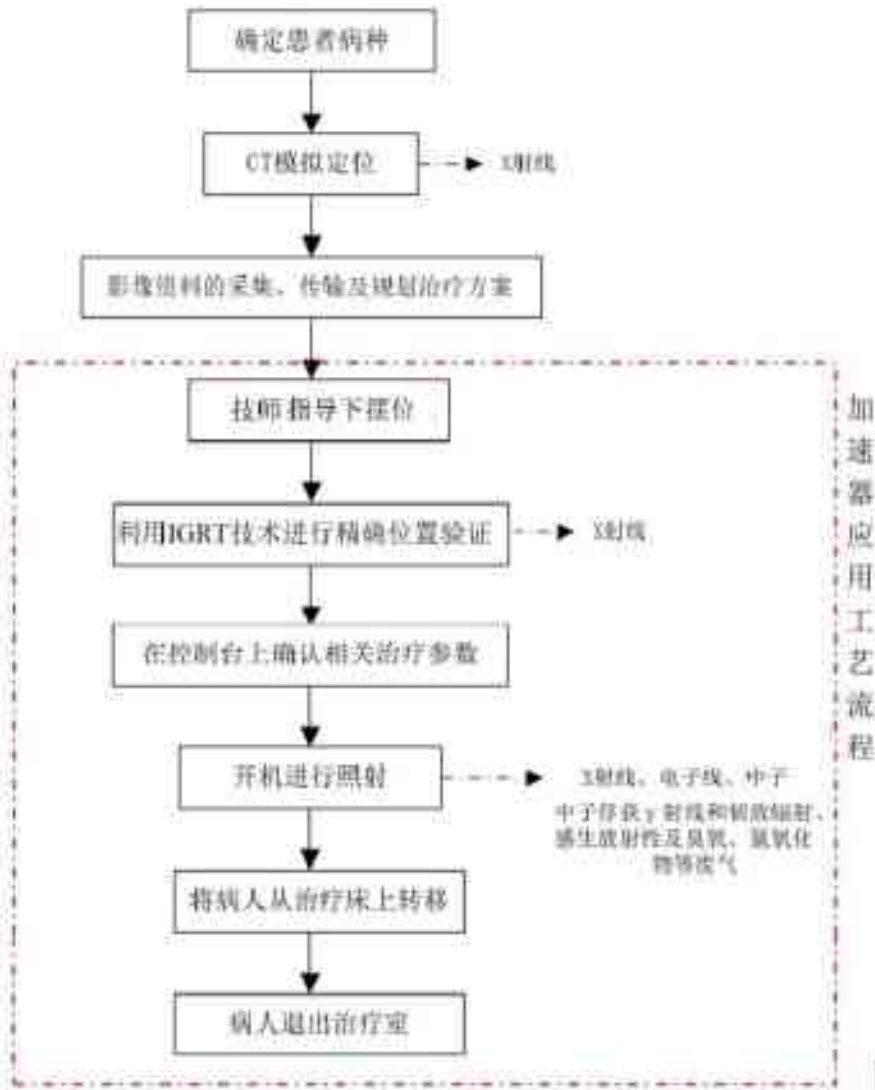 确定患者病种
CT模拟定位
X射线
影像资料的采集、传输及规划治疗方案
技师指导下摆位
利用IGRT技术进行精确位置验证
X射线
在控制台上确认相关治疗参数
开机进行照射
X射线、电子线、中子
中子俘获γ射线和韧致辐射、
感生放射性及臭氧、氮氧化
物等废气
将病人从治疗床上转移
病人退出治疗室
加速器应用工艺流程